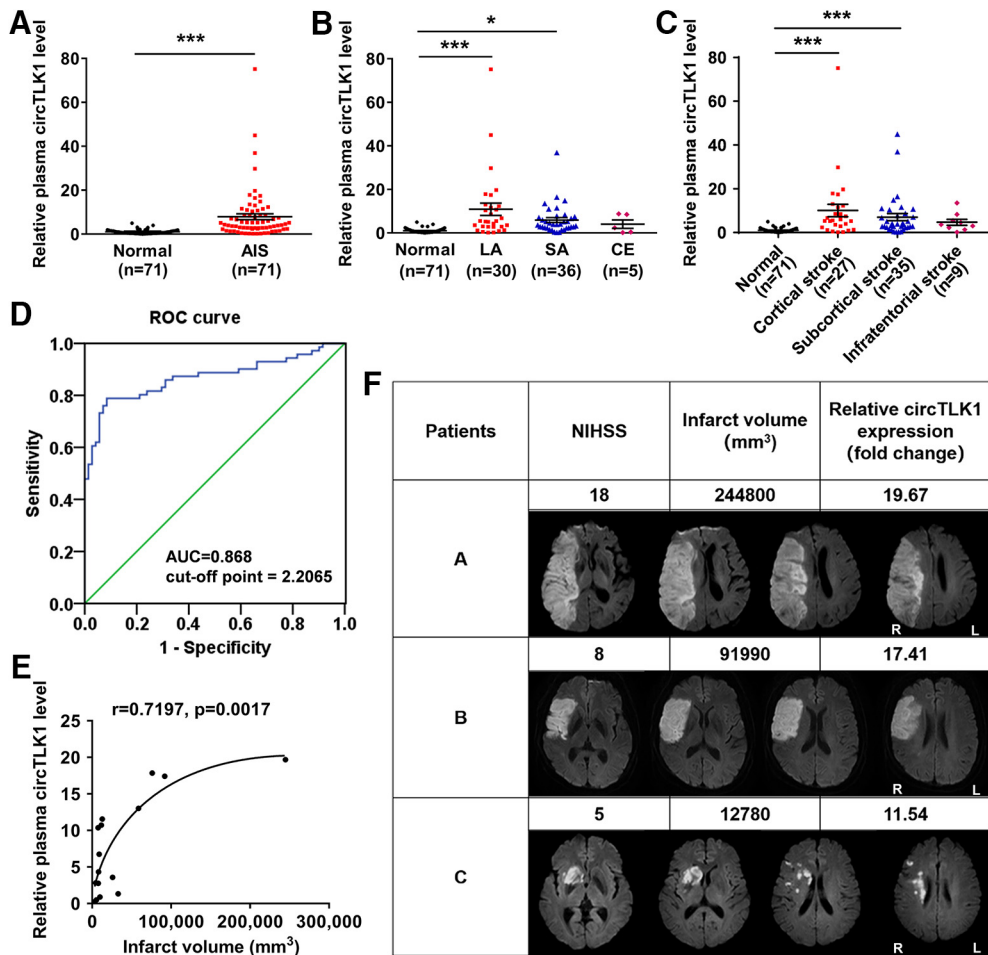 A
Relative plasma circTLK1 level
80
60
40
20
0
***
Normal
(n=71)
AIS
(n=71)
B
Relative plasma circTLK1 level
80
60
40
20
0
*
***
Normal
(n=71)
LA
(n=30)
SA
(n=36)
CE
(n=5)
C
Relative plasma circTLK1 level
80
60
40
20
0
***
***
Normal
(n=71)
Cortical stroke
(n=27)
Subcortical stroke
(n=35)
Infratentorial stroke
(n=9)
D
ROC curve
Sensitivity
1.0
0.8
0.6
0.4
0.2
0.0
AUC=0.868
cut-off point = 2.2065
0.0 0.2 0.4 0.6 0.8 1.0
1 - Specificity
E
r=0.7197, p=0.0017
Relative plasma circTLK1 level
25
20
15
10
5
0
0 100,000 200,000 300,000
Infarct volume (mm³)
F
Patients
NIHSS
Infarct volume
(mm³)
Relative circTLK1
expression
(fold change)
A
18 244800 19.67
R L
B
8 91990 17.41
R L
C
5 12780 11.54
R L